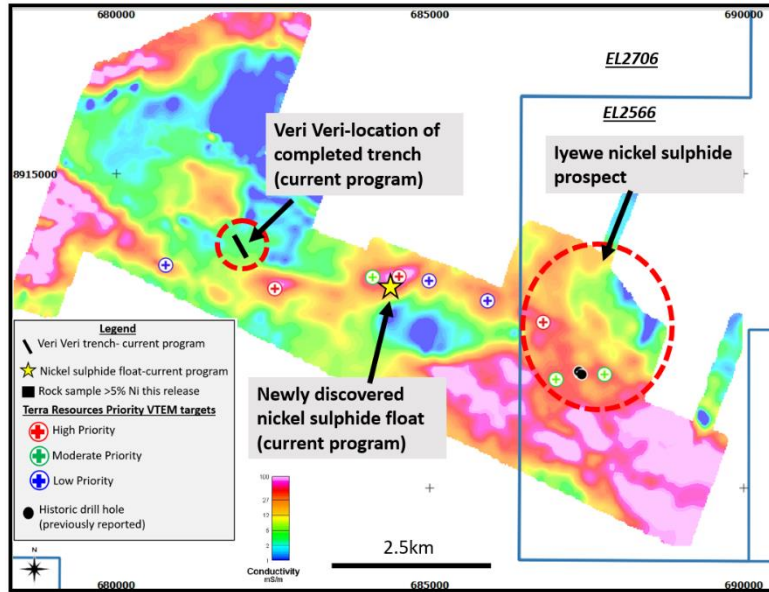 680000
685000
690000
EL2706
EL2566
Veri Veri-location of
completed trench
(current program)
Iyewe nickel sulphide
prospect
8915000
Legend
Veri Veri trench- current program
Nickel sulphide float-current program
Rock sample >5% Ni this release
Terra Resources Priority VTEM targets
High Priority
Moderate Priority
Low Priority
Historic drill hole
(previously reported)
Newly discovered
nickel sulphide float
(current program)
100
27
10
6
2
1
Conductivity
mS/m
2.5km
N
680000
685000
690000